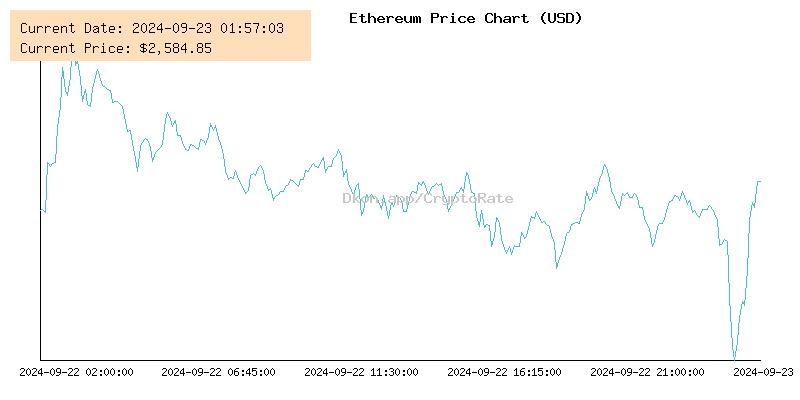 Ethereum Price Chart (USD)
Current Date: 2024-09-23 01:57:03
Current Price: $2,584.85
Dkon.app/CryptoRate
2024-09-22 02:00:00
2024-09-22 06:45:00
2024-09-22 11:30:00
2024-09-22 16:15:00
2024-09-22 21:00:00
2024-09-23